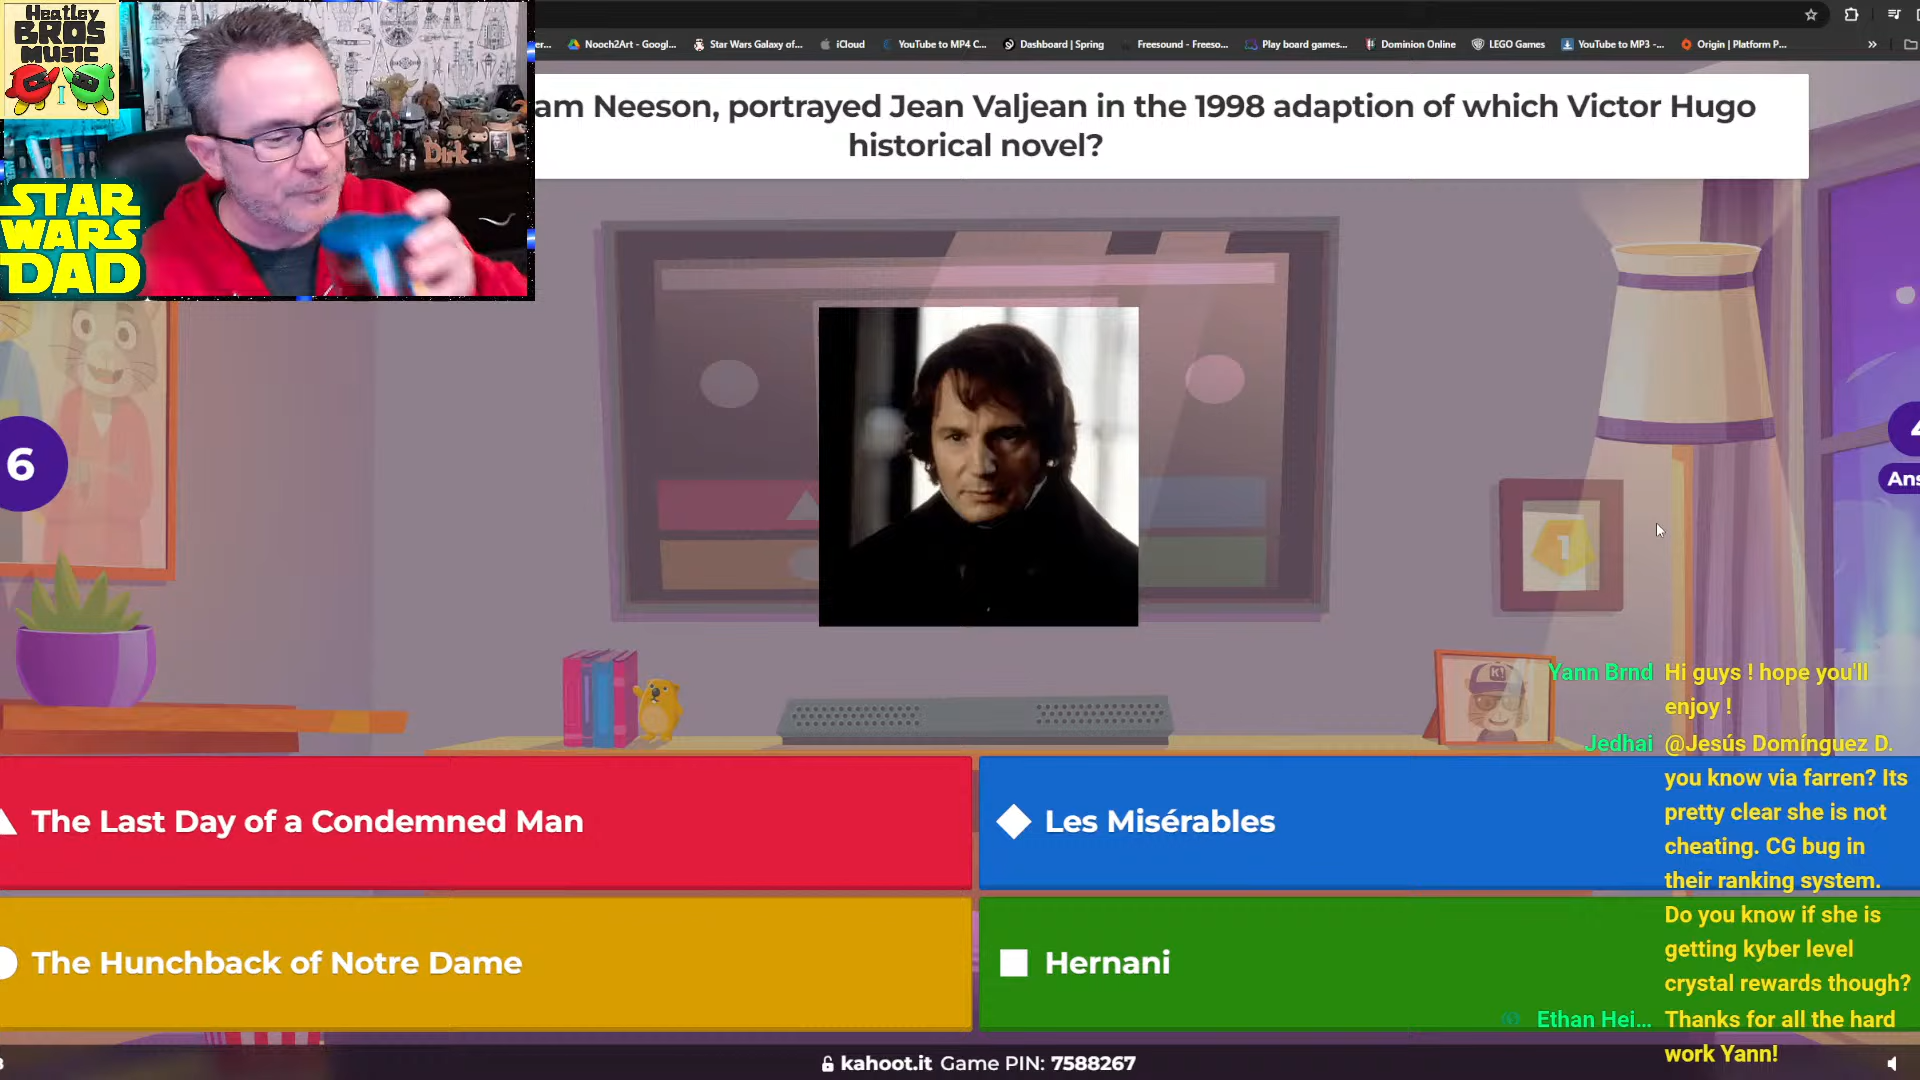 Heatley
BROS
MUSIC
I
STAR
WARS
DAD
Dirk
er...
Nooch2Art - Googl...
Star Wars Galaxy of...
iCloud
YouTube to MP4 C...
Dashboard | Spring
Freesound - Freeso...
Play board games...
Dominion Online
LEGO Games
YouTube to MP3 -...
Origin | Platform P...
»
am Neeson, portrayed Jean Valjean in the 1998 adaption of which Victor Hugo
historical novel?
6
4
Ans
1
K!
Yann Brnd Hi guys ! hope you'll
enjoy !
Jedhai @Jesús Domínguez D.
you know via farren? Its
pretty clear she is not
cheating. CG bug in
their ranking system.
Do you know if she is
getting kyber level
crystal rewards though?
Ethan Hei... Thanks for all the hard
work Yann!
The Last Day of a Condemned Man
Les Misérables
The Hunchback of Notre Dame
Hernani
kahoot.it Game PIN: 7588267